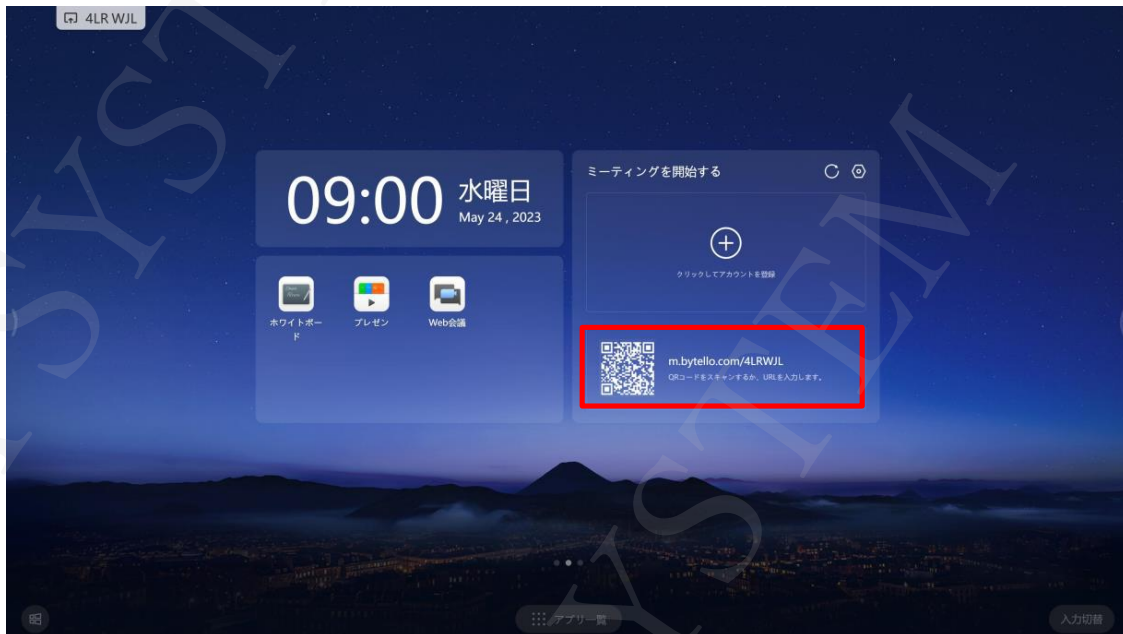 4LR WJL
09:00
水曜日
May 24 , 2023
ミーティングを開始する
クリックしてアカウントを登録
ホワイトボー
ド
プレゼン
Web会議
m.bytello.com/4LRWJL
QRコードをスキャンするか、URLを入力します。
アプリ一覧
入力切替
SYSTEM